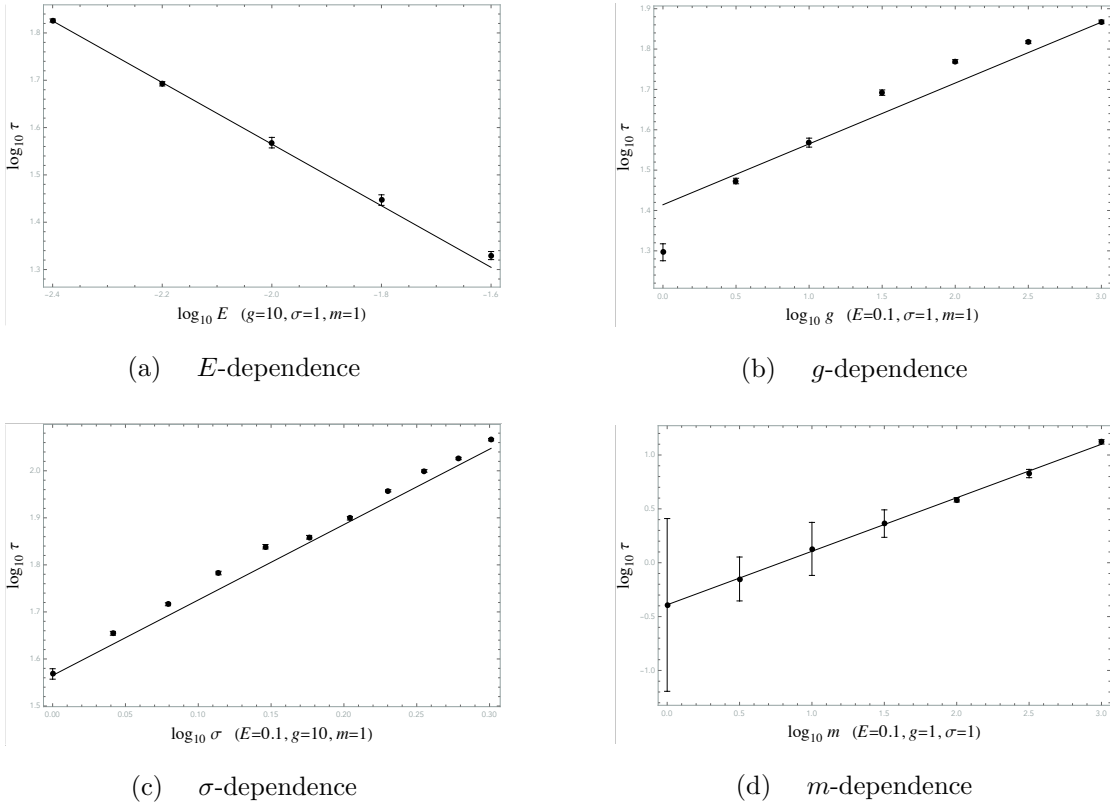 log₁₀ τ
1.8
1.7
1.6
1.5
1.4
1.3
−2.4 −2.2 −2.0 −1.8 −1.6
log₁₀ E (g=10, σ=1, m=1)
(a) E-dependence
log₁₀ τ
1.9
1.8
1.7
1.6
1.5
1.4
1.3
0.0 0.5 1.0 1.5 2.0 2.5 3.0
log₁₀ g (E=0.1, σ=1, m=1)
(b) g-dependence
log₁₀ τ
2.0
1.9
1.8
1.7
1.6
1.5
0.00 0.05 0.10 0.15 0.20 0.25 0.30
log₁₀ σ (E=0.1, g=10, m=1)
(c) σ-dependence
log₁₀ τ
1.0
0.5
0.0
−0.5
−1.0
0.0 0.5 1.0 1.5 2.0 2.5 3.0
log₁₀ m (E=0.1, g=1, σ=1)
(d) m-dependence